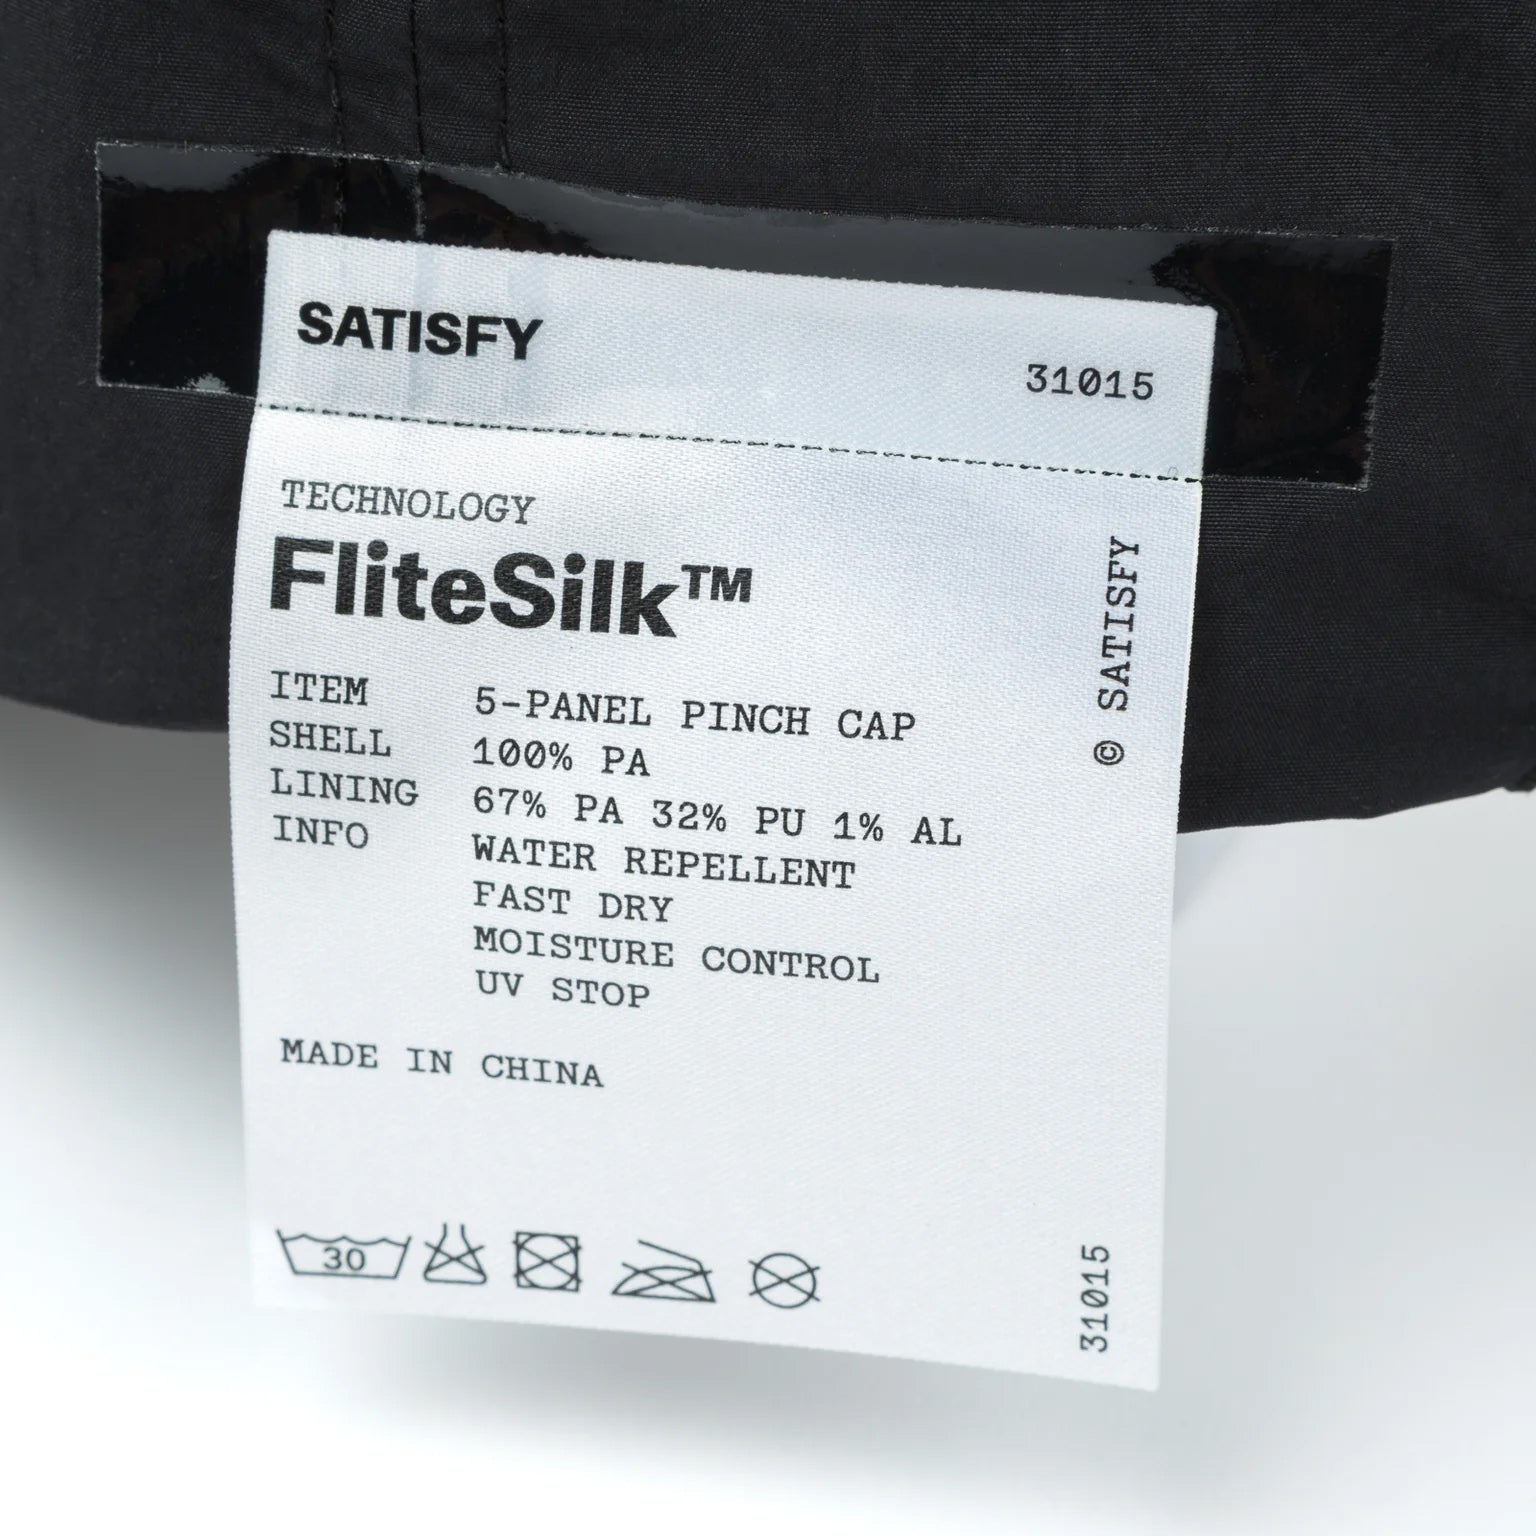 SATISFY
31015
TECHNOLOGY
FliteSilk™
ITEM 5-PANEL PINCH CAP
SHELL 100% PA
LINING 67% PA 32% PU 1% AL
INFO WATER REPELLENT
FAST DRY
MOISTURE CONTROL
UV STOP
MADE IN CHINA
30
© SATISFY
31015